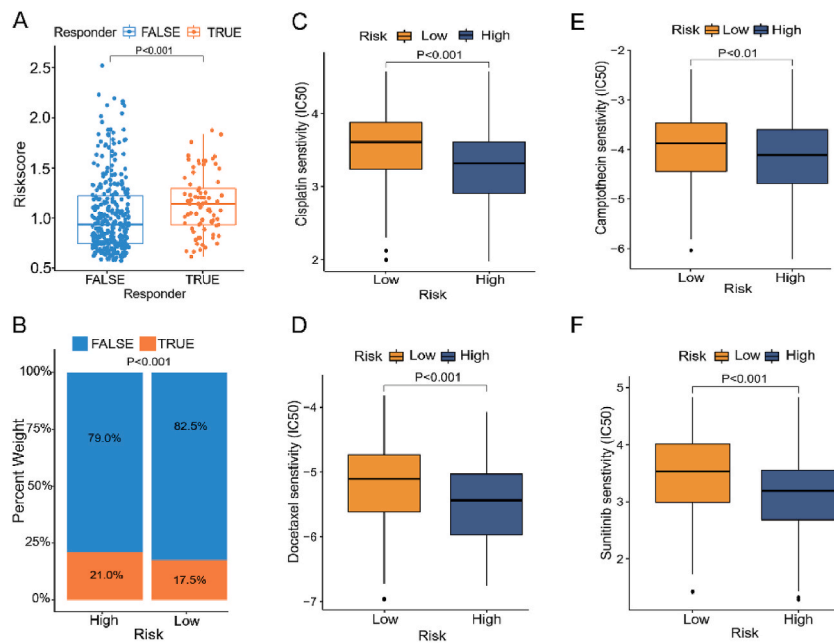 A
Responder FALSE TRUE
P<0.001
Riskscore
2.5
2.0
1.5
1.0
0.5
FALSE TRUE
Responder
B
FALSE TRUE
P<0.001
Percent Weight
100%
75%
50%
25%
0%
79.0% 82.5%
21.0% 17.5%
High Low
Risk
C
Risk Low High
P<0.001
Cisplatin senstivity (IC50)
4
3
2
Low High
Risk
D
Risk Low High
P<0.001
Docetaxel senstivity (IC50)
−4
−5
−6
−7
Low High
Risk
E
Risk Low High
P<0.01
Camptothecin senstivity (IC50)
−2
−3
−4
−5
−6
Low High
Risk
F
Risk Low High
P<0.001
Sunitinib senstivity (IC50)
5
4
3
2
Low High
Risk